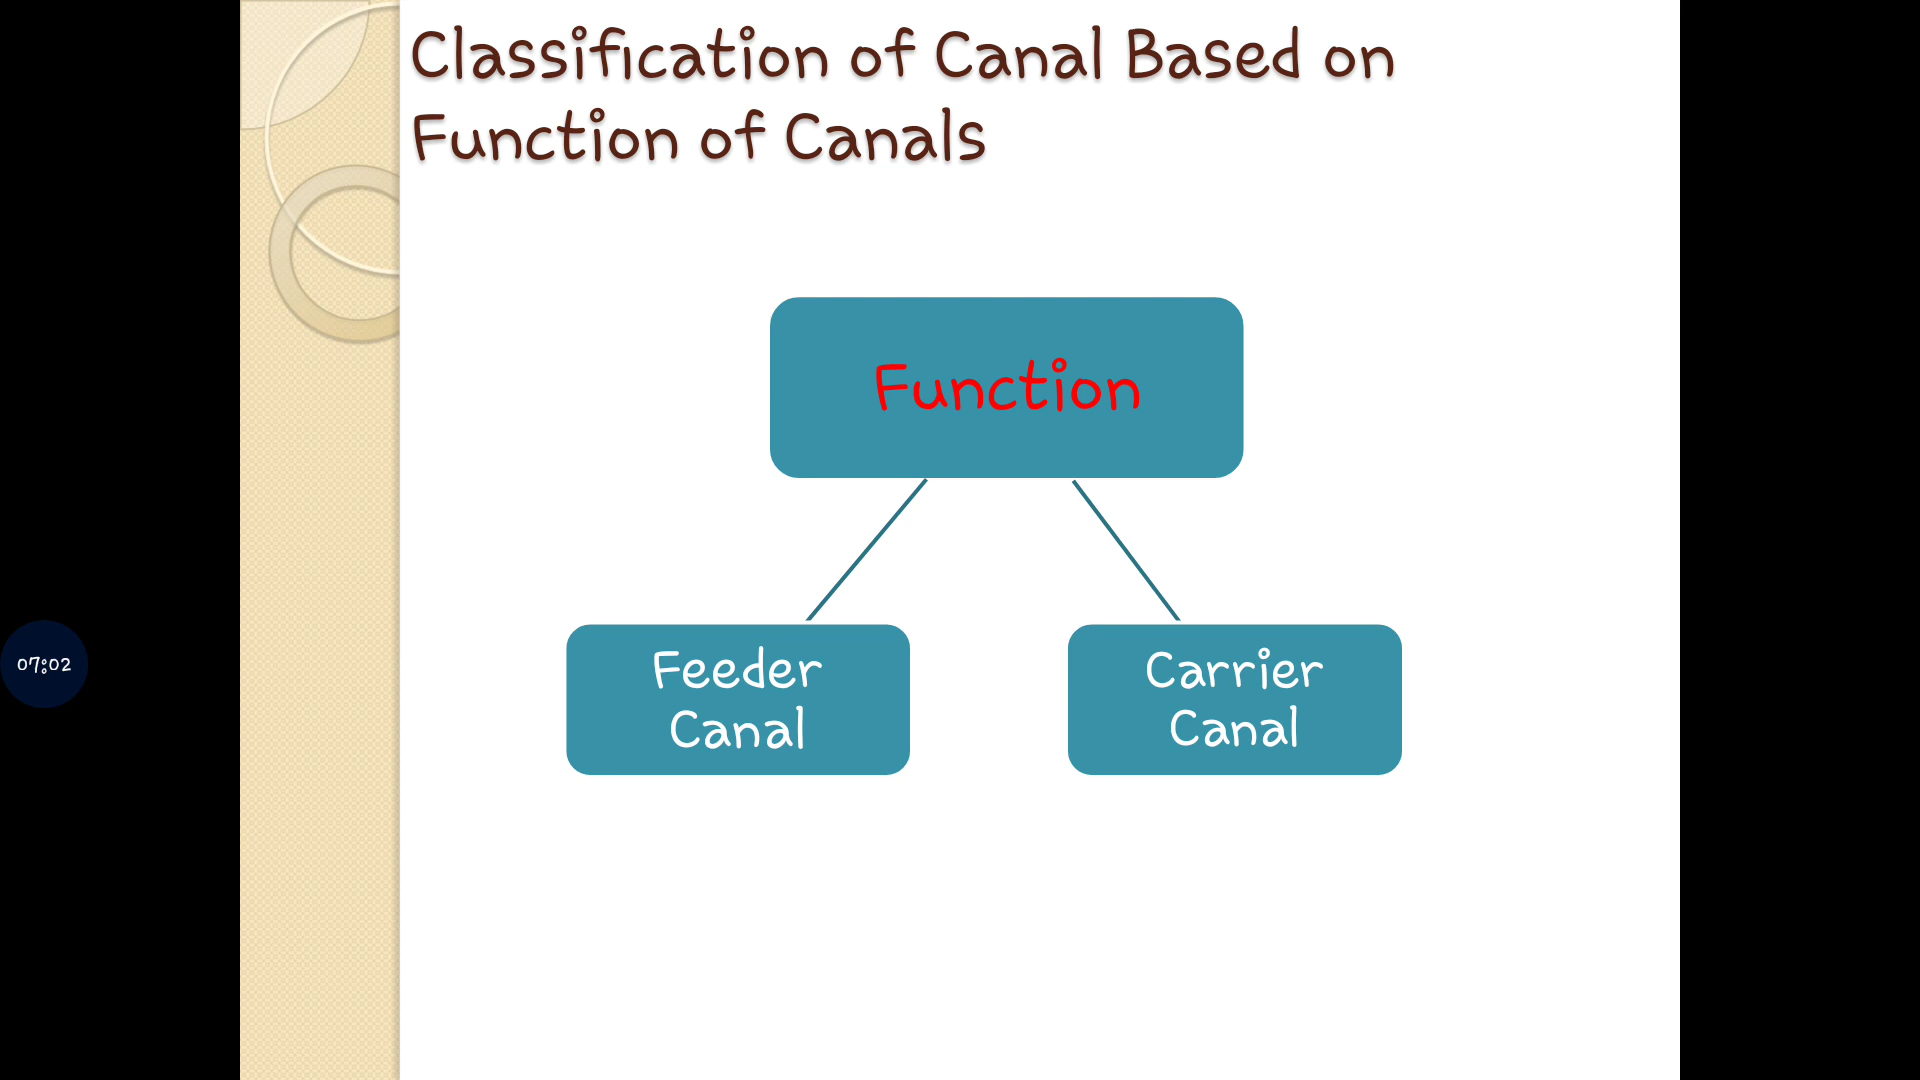 Classification of Canal Based on
Function of Canals
Function
Feeder
Canal
Carrier
Canal
07:02